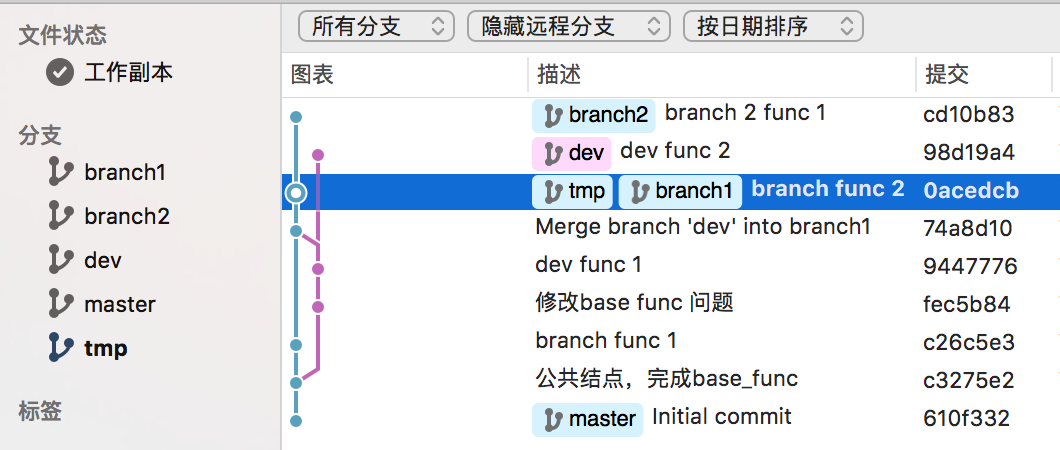 文件状态
工作副本
分支
branch1
branch2
dev
master
tmp
标签
所有分支 隐藏远程分支 按日期排序
图表 描述 提交
branch2 branch 2 func 1 cd10b83
dev dev func 2 98d19a4
tmp branch1 branch func 2 0acedcb
Merge branch 'dev' into branch1 74a8d10
dev func 1 9447776
修改base func 问题 fec5b84
branch func 1 c26c5e3
公共结点，完成base_func c3275e2
master Initial commit 610f332